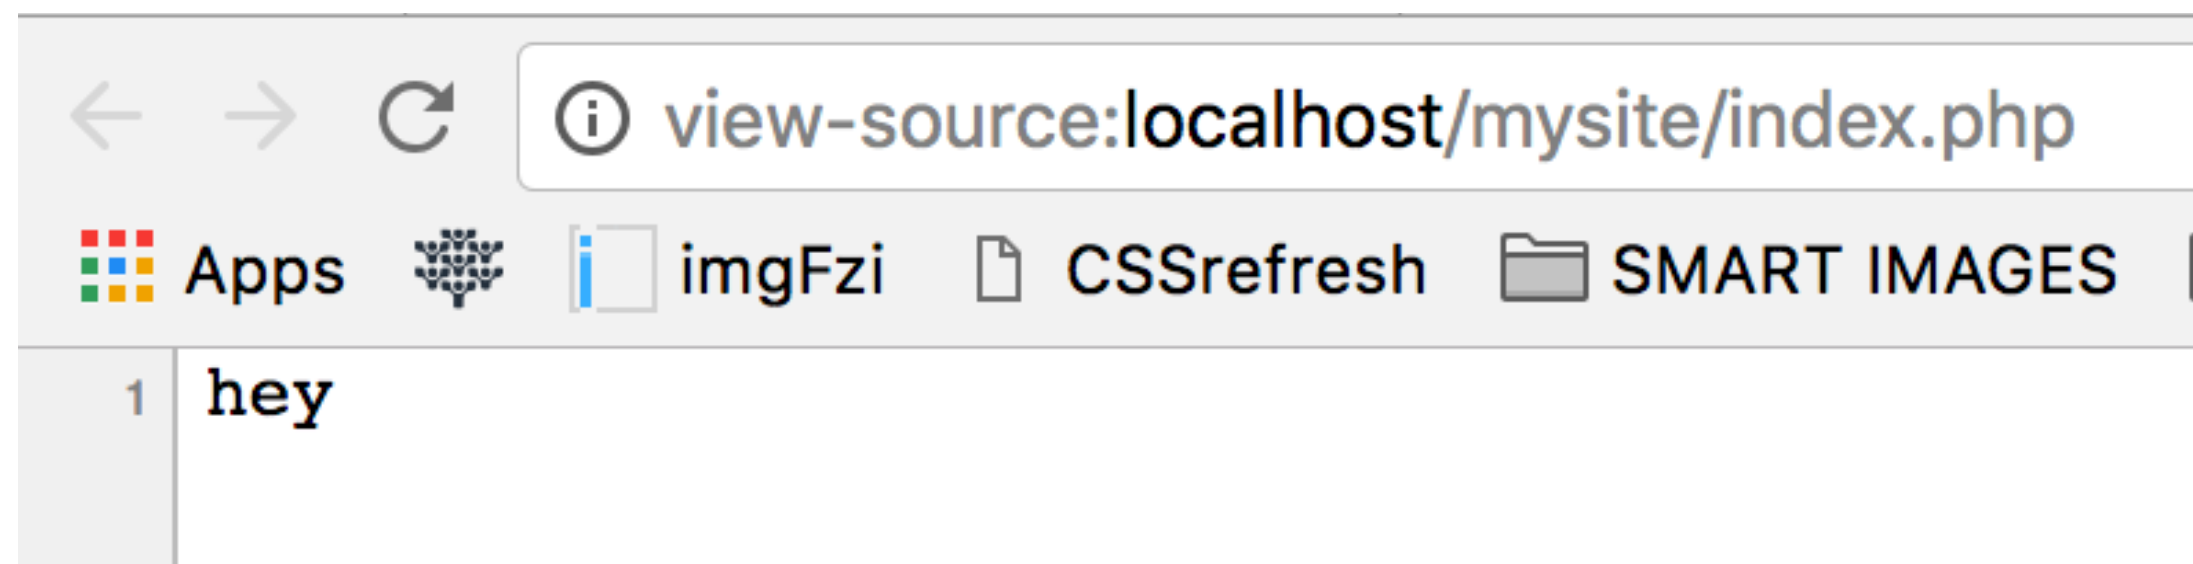 view-source:localhost/mysite/index.php
Apps imgFzi CSSrefresh SMART IMAGES
1 hey